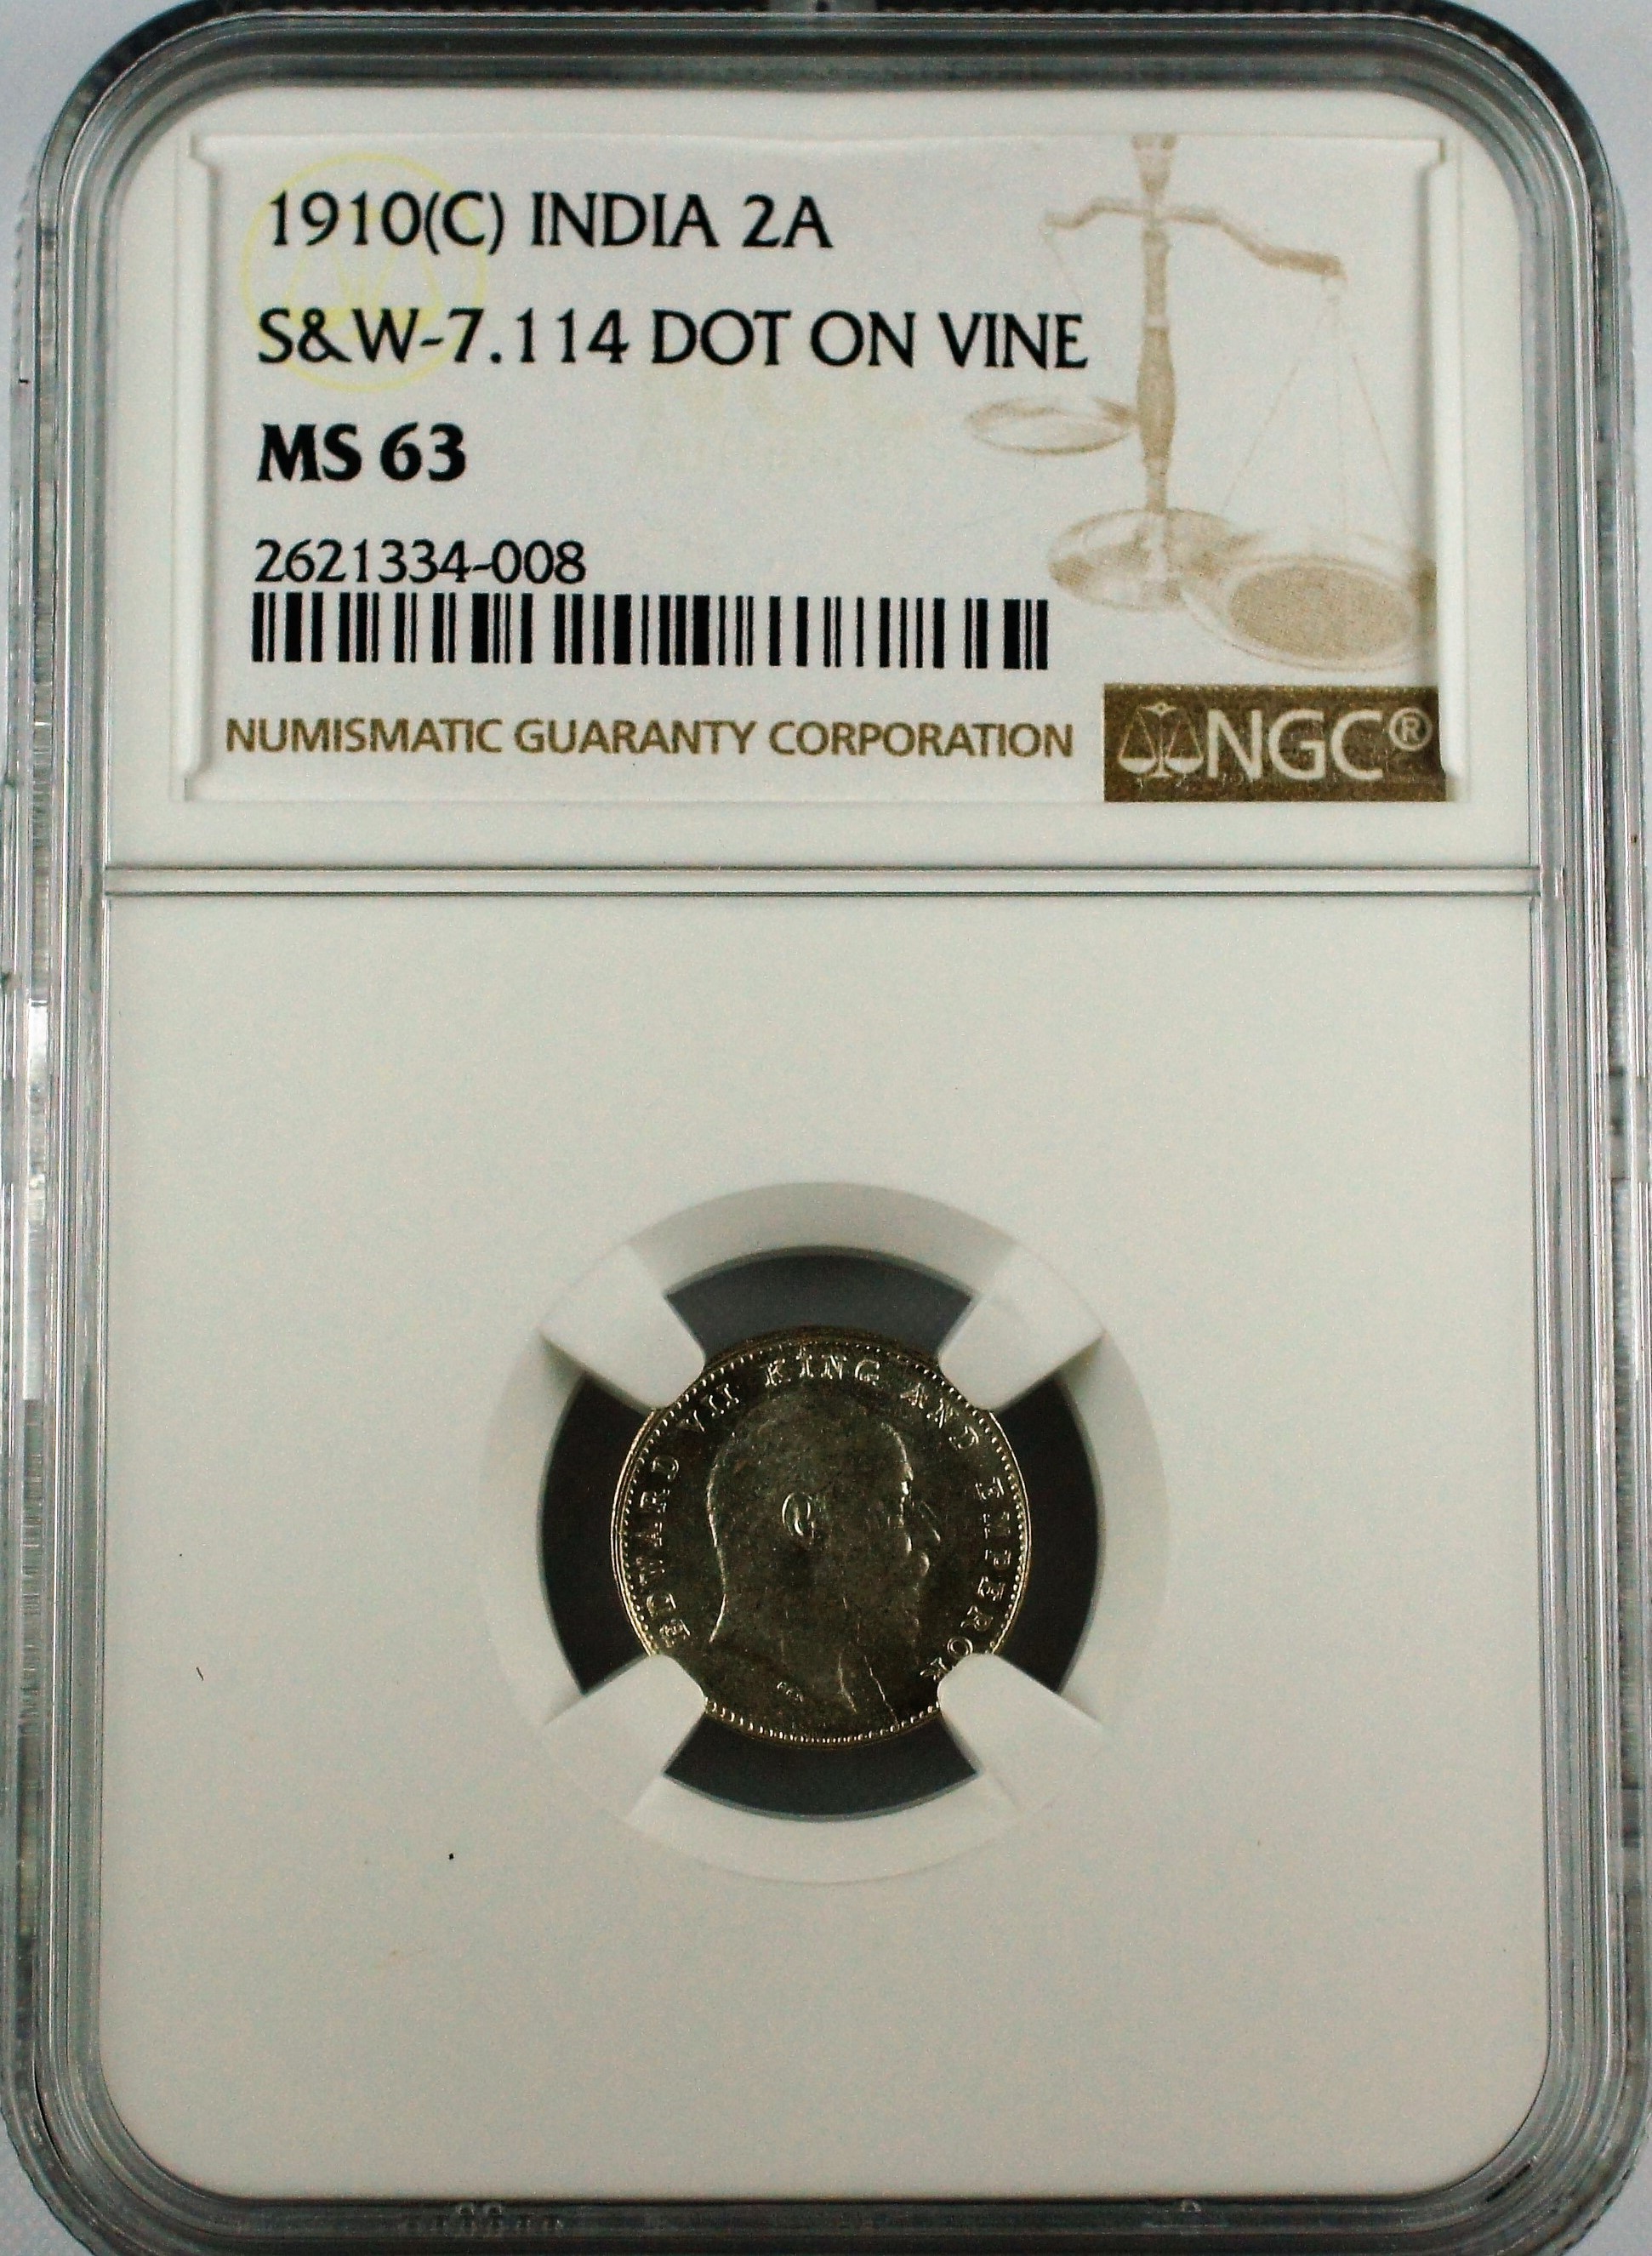 1910(C) INDIA 2A
S&W-7.114 DOT ON VINE
MS 63
2621334-008
NUMISMATIC GUARANTY CORPORATION NGC®
EDWARD VII KING AND EMPEROR